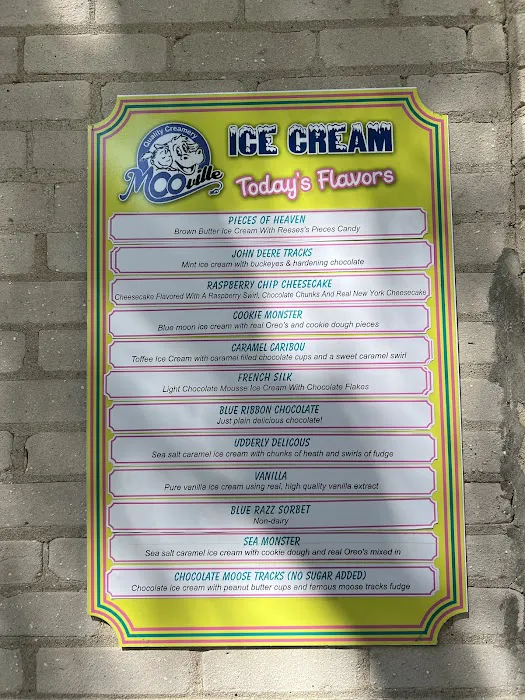 Quality Creamery
MOOville
ICE CREAM
Today's Flavors
PIECES OF HEAVEN
Brown Butter Ice Cream With Reeses's Pieces Candy
JOHN DEERE TRACKS
Mint ice cream with buckeyes & hardening chocolate
RASPBERRY CHIP CHEESECAKE
Cheesecake Flavored With A Raspberry Swirl, Chocolate Chunks And Real New York Cheesecake
COOKIE MONSTER
Blue moon ice cream with real Oreo's and cookie dough pieces
CARAMEL CARIBOU
Toffee Ice Cream with caramel filled chocolate cups and a sweet caramel swirl
FRENCH SILK
Light Chocolate Mousse Ice Cream With Chocolate Flakes
BLUE RIBBON CHOCOLATE
Just plain delicious chocolate!
UDDERLY DELICOUS
Sea salt caramel ice cream with chunks of heath and swirls of fudge
VANILLA
Pure vanilla ice cream using real, high quality vanilla extract
BLUE RAZZ SORBET
Non-dairy
SEA MONSTER
Sea salt caramel ice cream with cookie dough and real Oreo's mixed in
CHOCOLATE MOOSE TRACKS (NO SUGAR ADDED)
Chocolate ice cream with peanut butter cups and famous moose tracks fudge